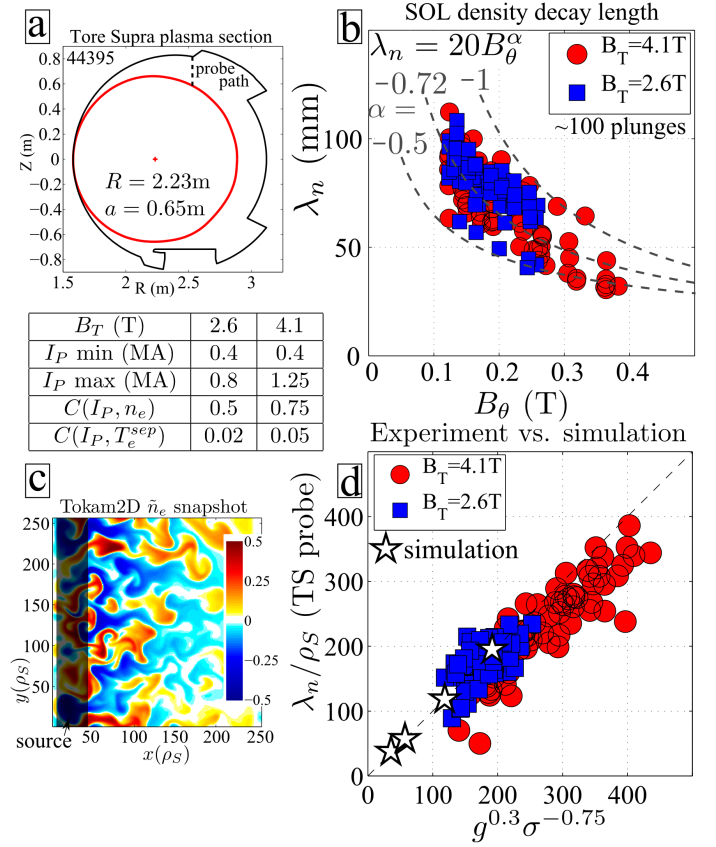 a
Tore Supra plasma section
44395
probe
path
R = 2.23m
a = 0.65m
Z (m)
0.8
0.6
0.4
0.2
0
−0.2
−0.4
−0.6
−0.8
1.5 2 2.5 3
R (m)
b
SOL density decay length
λₙ = 20B_θ^α
B_T=4.1T
B_T=2.6T
~100 plunges
−0.72
−1
α =
−0.5
λₙ (mm)
100
50
0
0 0.1 0.2 0.3 0.4
B_θ (T)
B_T (T) 2.6 4.1
I_P min (MA) 0.4 0.4
I_P max (MA) 0.8 1.25
C(I_P, n_e) 0.5 0.75
C(I_P, T_e^{sep}) 0.02 0.05
c
Tokam2D ñ_e snapshot
y(ρ_S)
250
200
150
100
50
0.5
0.25
0
−0.25
−0.5
source
50 100 150 200 250
x(ρ_S)
d
Experiment vs. simulation
B_T=4.1T
B_T=2.6T
simulation
λₙ/ρ_S (TS probe)
400
300
200
100
0
0 100 200 300 400
g^{0.3}σ^{−0.75}